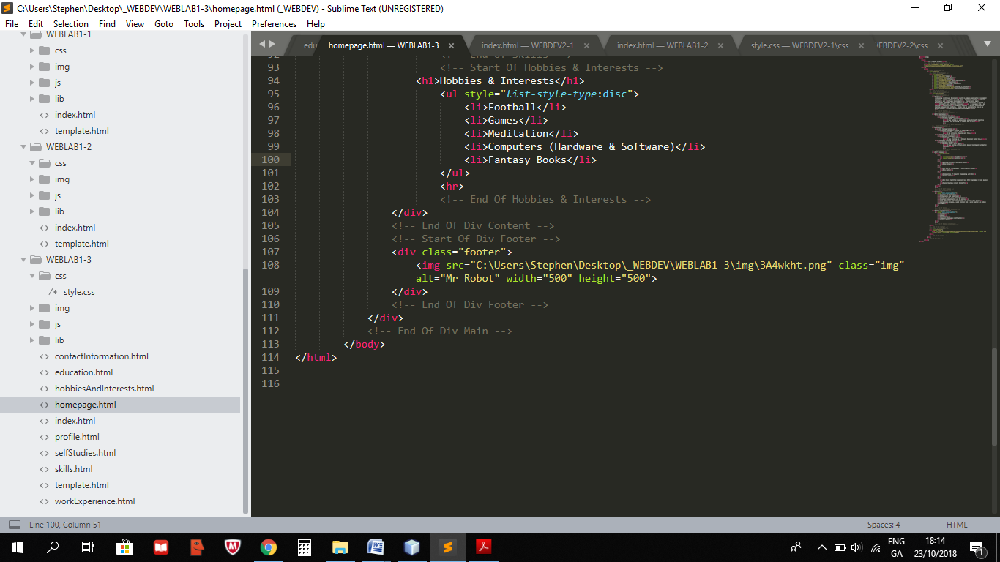 C:\Users\Stephen\Desktop\_WEBDEV\WEBLAB1-3\homepage.html (_WEBDEV) - Sublime Text (UNREGISTERED)
File Edit Selection Find View Goto Tools Project Preferences Help
WEBLAB1-1
css
img
js
lib
index.html
template.html
WEBLAB1-2
css
img
js
lib
index.html
template.html
WEBLAB1-3
css
style.css
img
js
lib
contactInformation.html
education.html
hobbiesAndInterests.html
homepage.html
index.html
profile.html
selfStudies.html
skills.html
template.html
workExperience.html
edu homepage.html — WEBLAB1-3 index.html — WEBDEV2-1 index.html — WEBLAB1-2 style.css — WEBDEV2-1\css WEBDEV2-2\css
92 <!-- End Of Skills -->
93 <!-- Start Of Hobbies & Interests -->
94 <h1>Hobbies & Interests</h1>
95 <ul style="list-style-type:disc">
96 <li>Football</li>
97 <li>Games</li>
98 <li>Meditation</li>
99 <li>Computers (Hardware & Software)</li>
100 <li>Fantasy Books</li>
101 </ul>
102 <hr>
103 <!-- End Of Hobbies & Interests -->
104 </div>
105 <!-- End Of Div Content -->
106 <!-- Start Of Div Footer -->
107 <div class="footer">
108 <img src="C:\Users\Stephen\Desktop\_WEBDEV\WEBLAB1-3\img\3A4wkht.png" class="img"
alt="Mr Robot" width="500" height="500">
109 </div>
110 <!-- End Of Div Footer -->
111 </div>
112 <!-- End Of Div Main -->
113 </body>
114 </html>
115
116
Line 100, Column 51 Spaces: 4 HTML
ENG 18:14
GA 23/10/2018
1